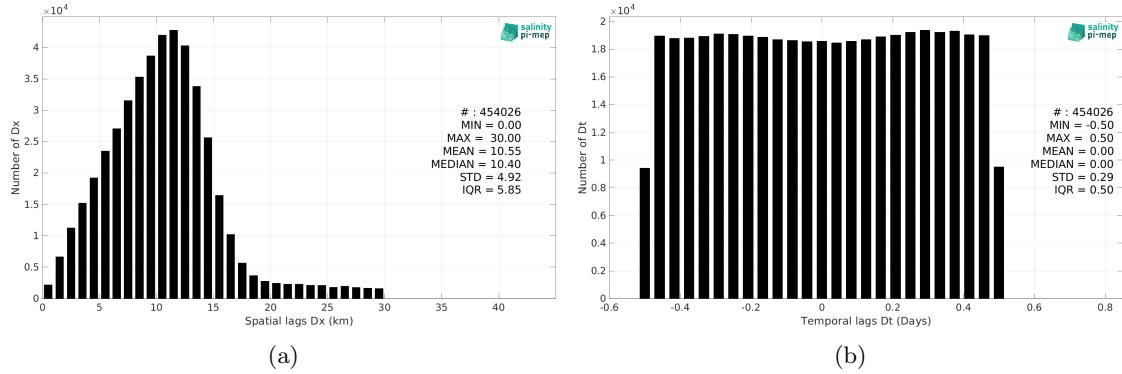 ×10⁴
4
3.5
3
2.5
2
1.5
1
0.5
0
Number of Dx
salinity
pi-mep
# : 454026
MIN = 0.00
MAX = 30.00
MEAN = 10.55
MEDIAN = 10.40
STD = 4.92
IQR = 5.85
0 5 10 15 20 25 30 35 40
Spatial lags Dx (km)
(a)
×10⁴
2
1.8
1.6
1.4
1.2
1
0.8
0.6
0.4
0.2
0
Number of Dt
salinity
pi-mep
# : 454026
MIN = -0.50
MAX = 0.50
MEAN = 0.00
MEDIAN = 0.00
STD = 0.29
IQR = 0.50
-0.6 -0.4 -0.2 0 0.2 0.4 0.6 0.8
Temporal lags Dt (Days)
(b)